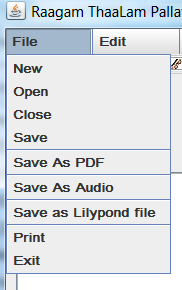 Raagam ThaaLam Palla
File Edit
New
Open
Close
Save
Save As PDF
Save As Audio
Save as Lilypond file
Print
Exit